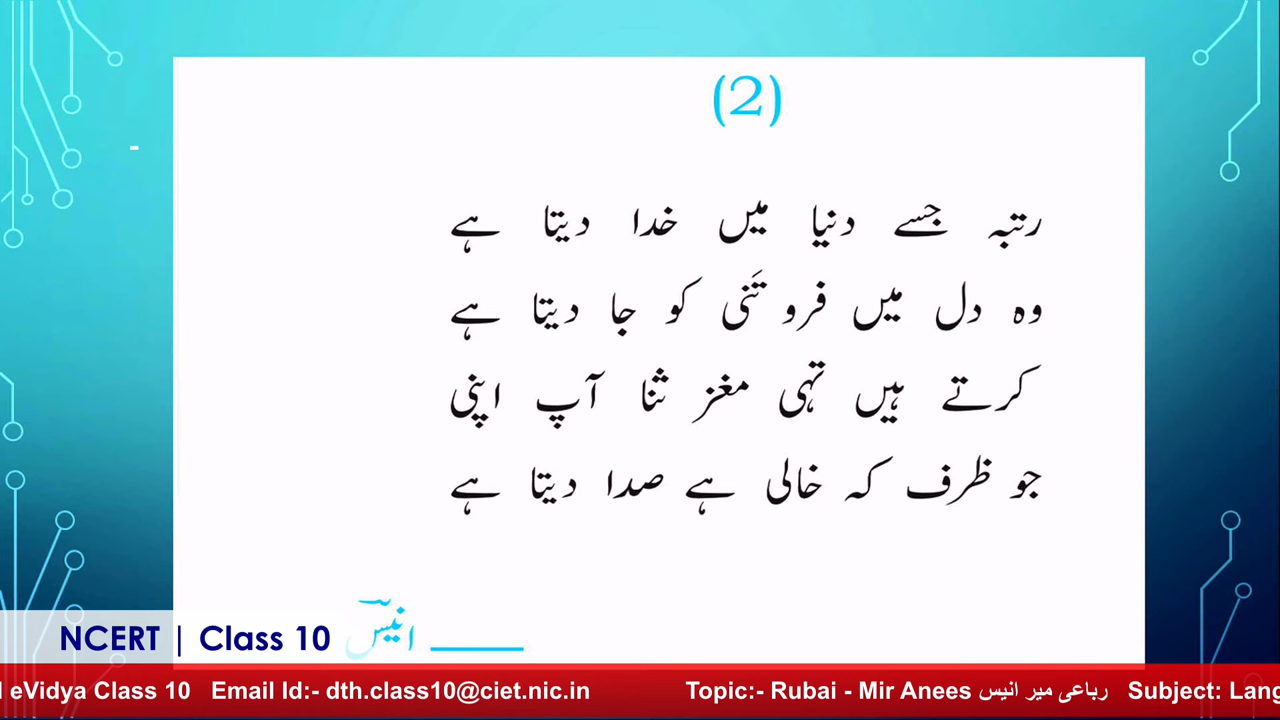 (2)
رتبہ جسے دنیا میں خدا دیتا ہے
وہ دل میں فروتَنی کو جا دیتا ہے
کرتے ہیں تہی مغز ثنا آپ اپنی
جو ظرف کہ خالی ہے صدا دیتا ہے
انیسؔ
NCERT | Class 10
eVidya Class 10 Email Id:- dth.class10@ciet.nic.in Topic:- Rubai - Mir Anees رباعی میر انیس Subject: Lang